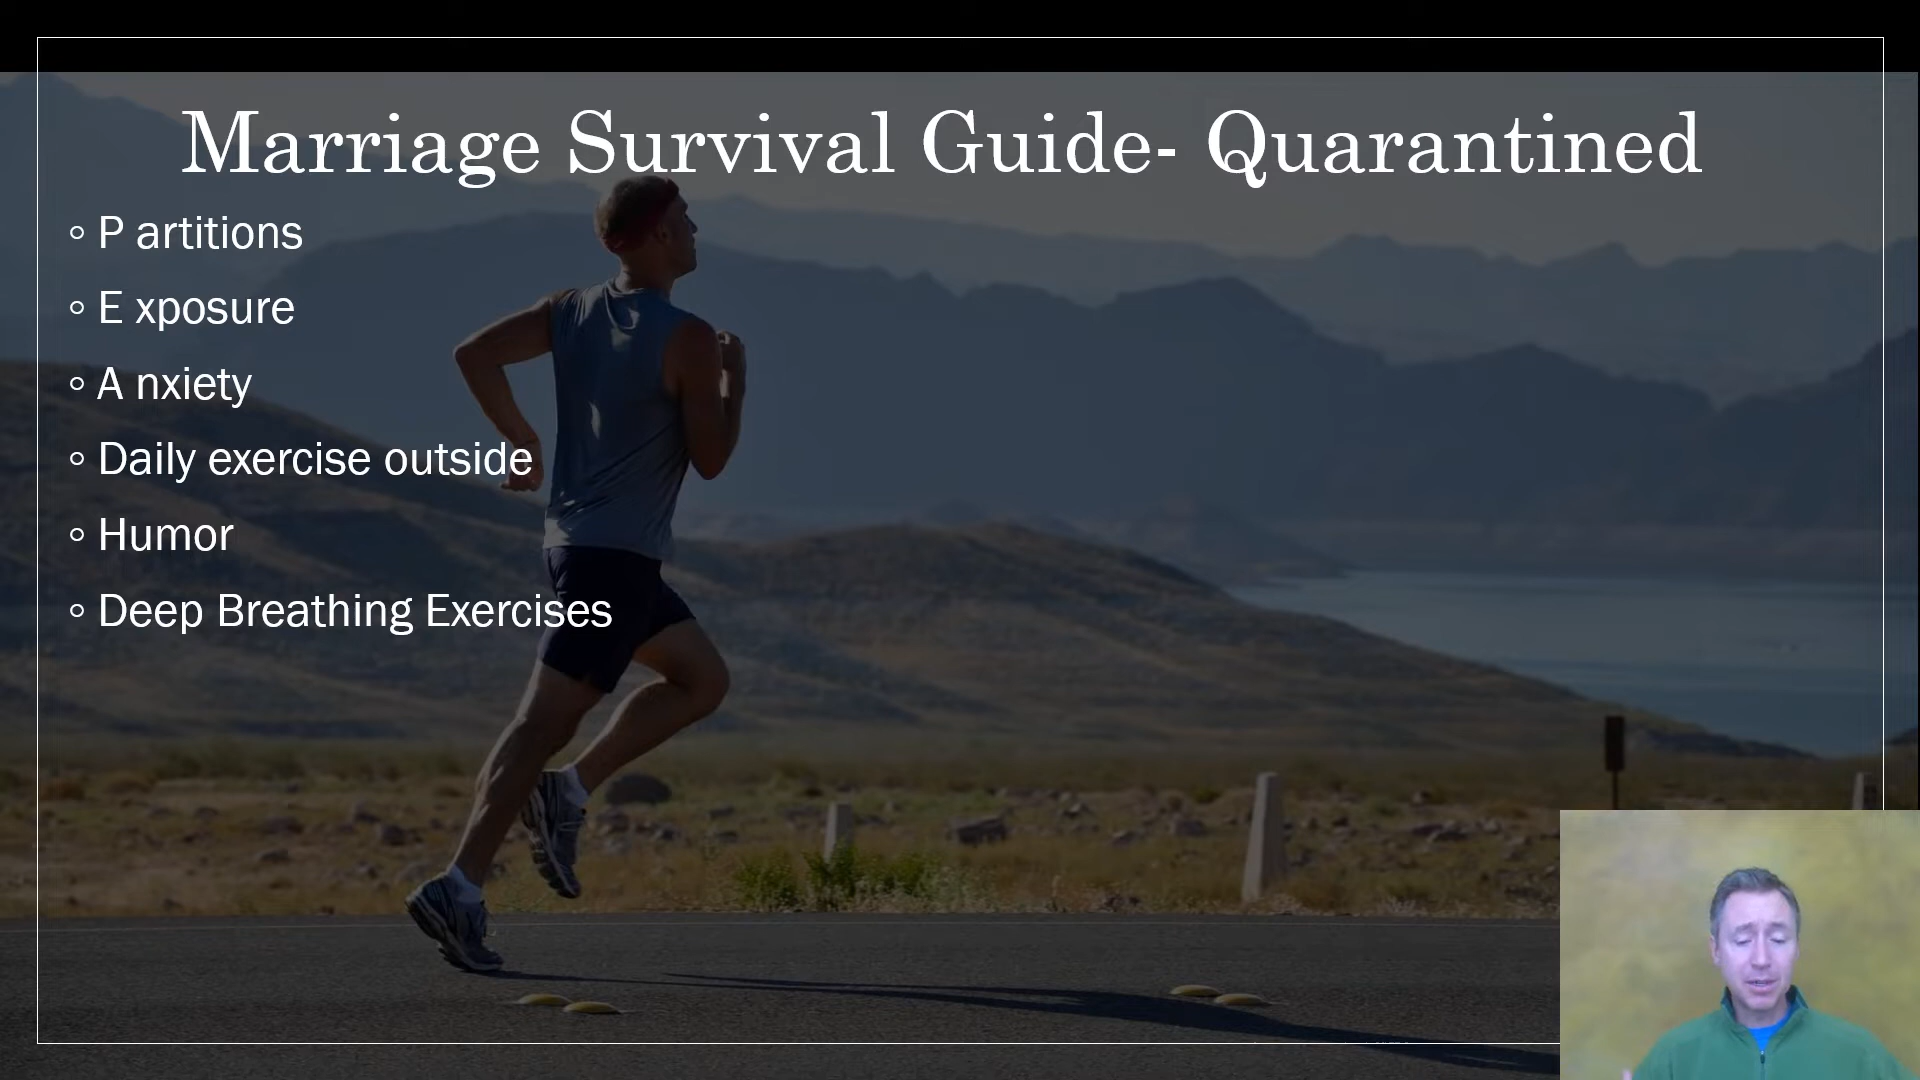 Marriage Survival Guide- Quarantined
◦ P artitions
◦ E xposure
◦ A nxiety
◦ Daily exercise outside
◦ Humor
◦ Deep Breathing Exercises